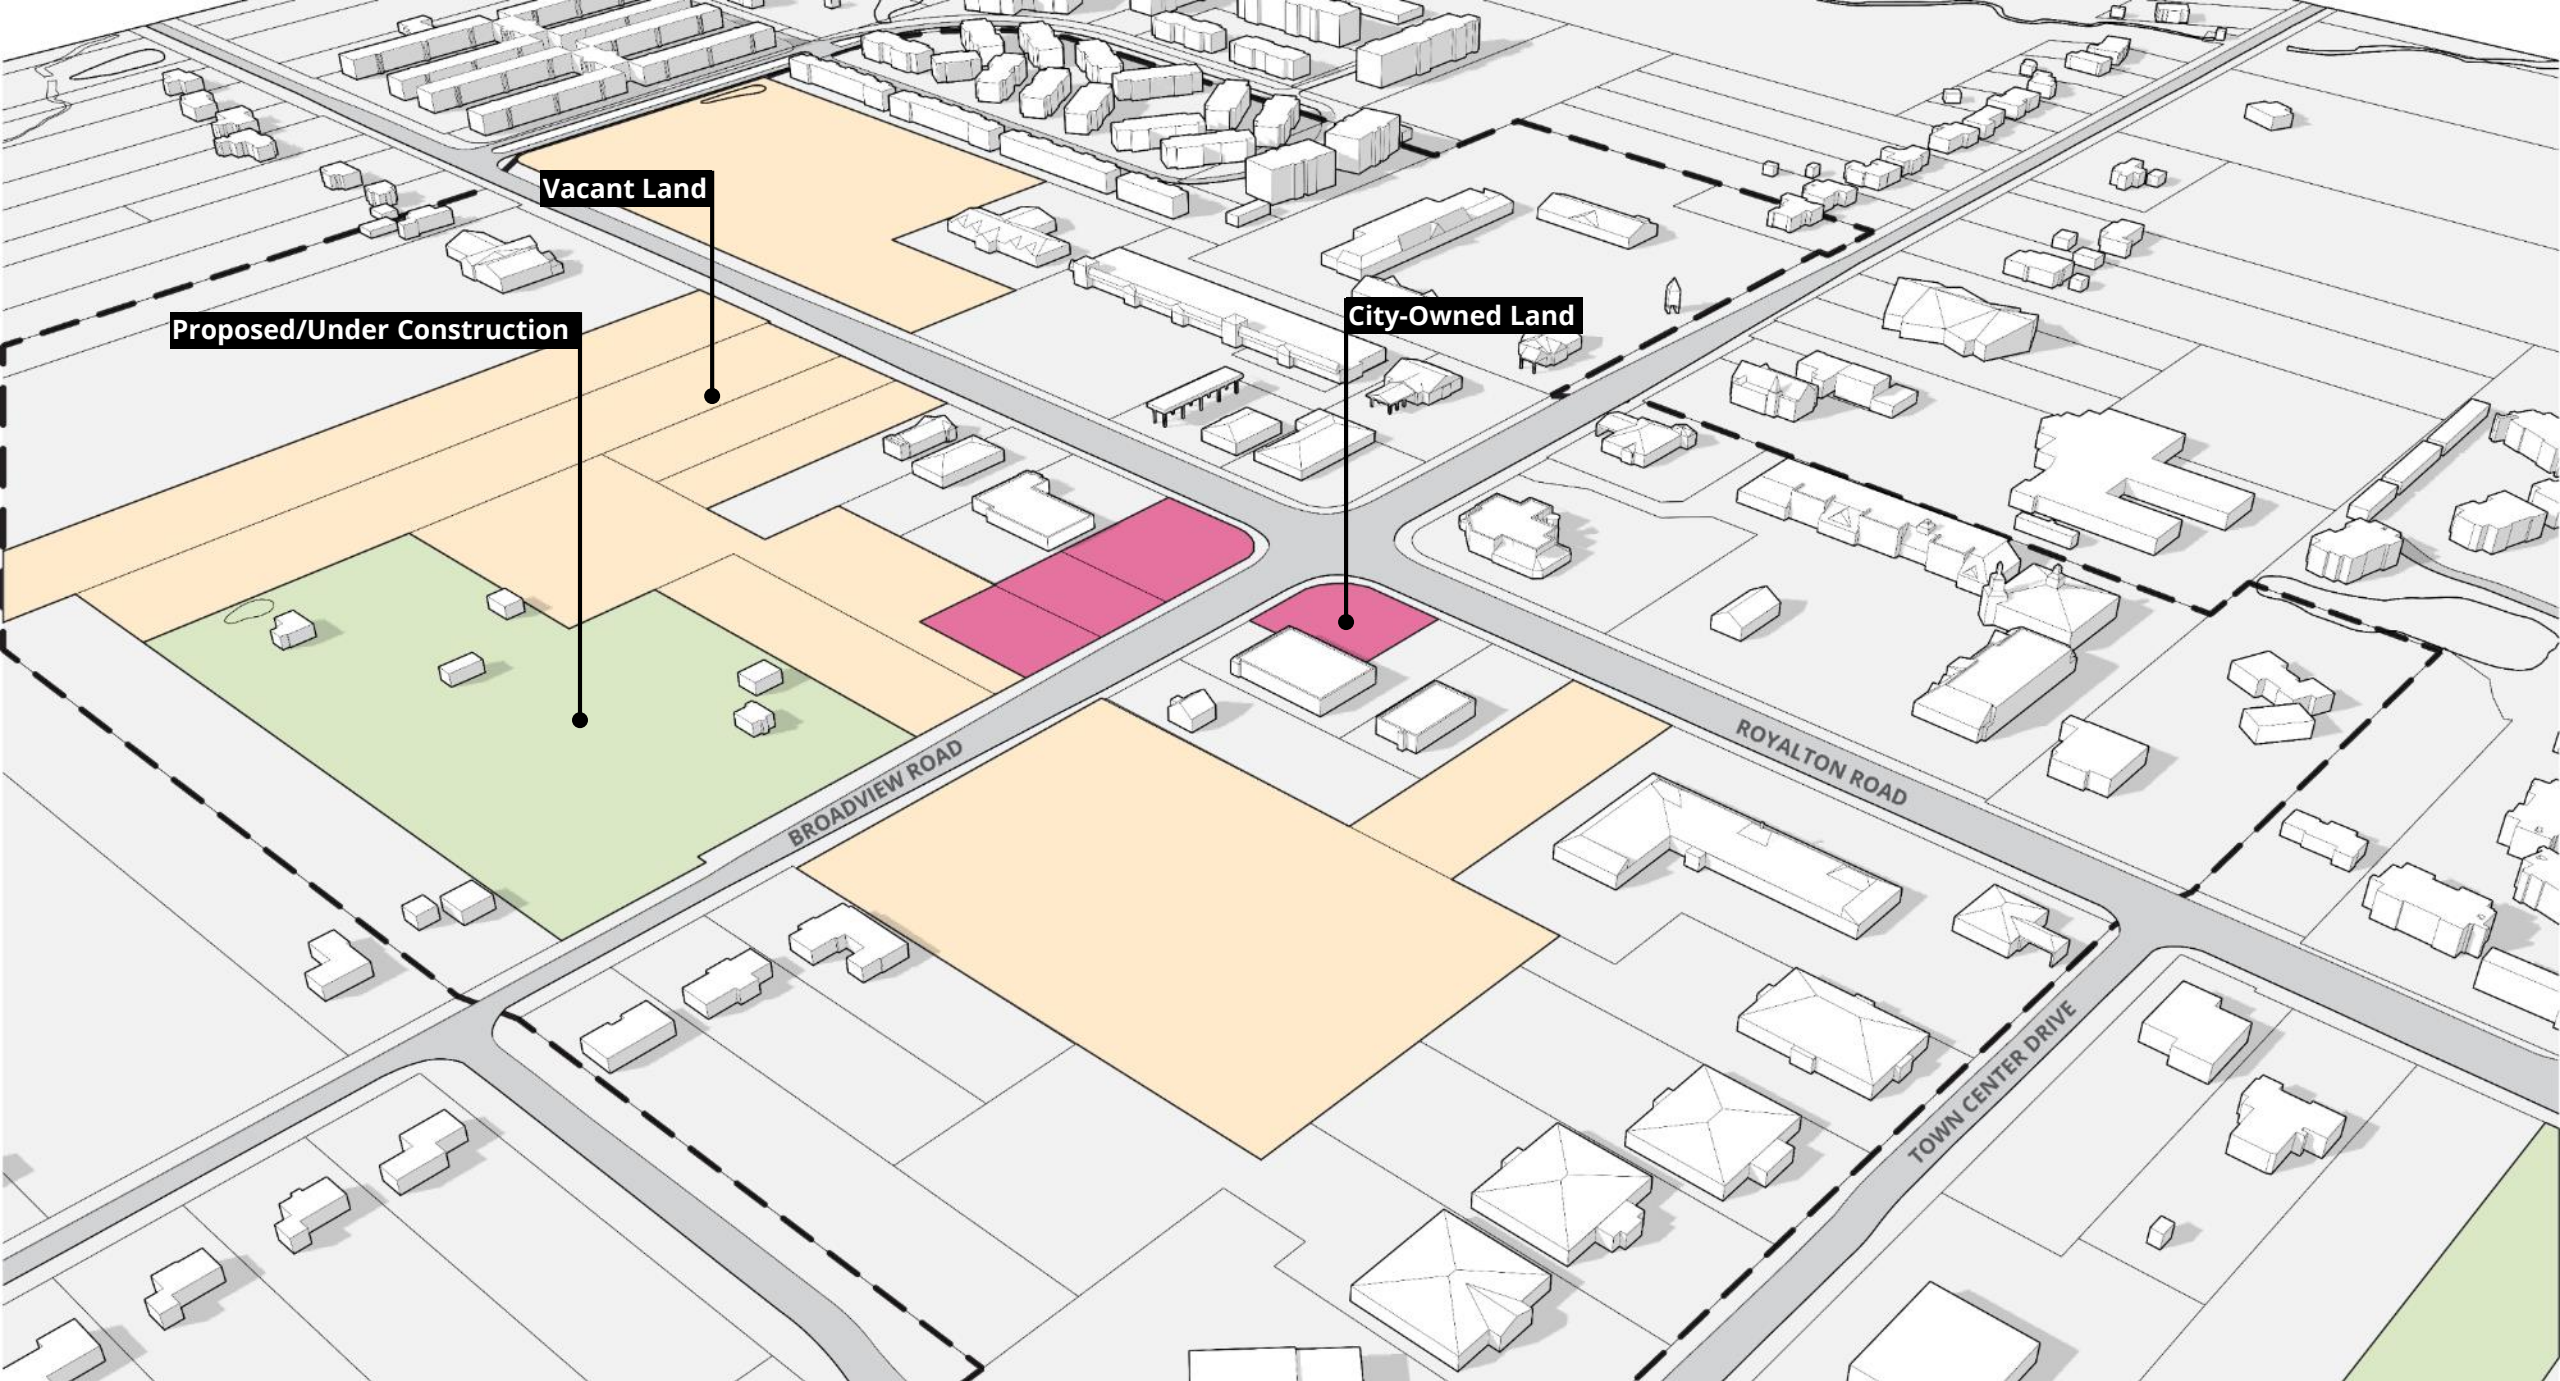 Vacant Land
Proposed/Under Construction
City-Owned Land
BROADVIEW ROAD
ROYALTON ROAD
TOWN CENTER DRIVE